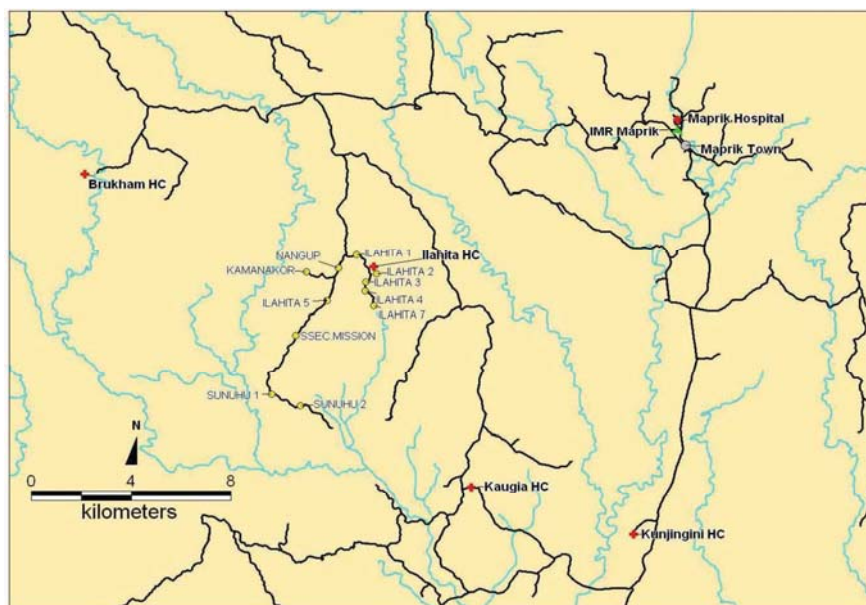 Maprik Hospital
IMR Maprik
Maprik Town
Brukham HC
NANGUP
ILAHITA 1
Ilahita HC
KAMANAKOR
ILAHITA 2
ILAHITA 3
ILAHITA 5
ILAHITA 4
ILAHITA 7
SSEC MISSION
SUNUHU 1
SUNUHU 2
N
0 4 8
kilometers
Kaugia HC
Kunjingini HC